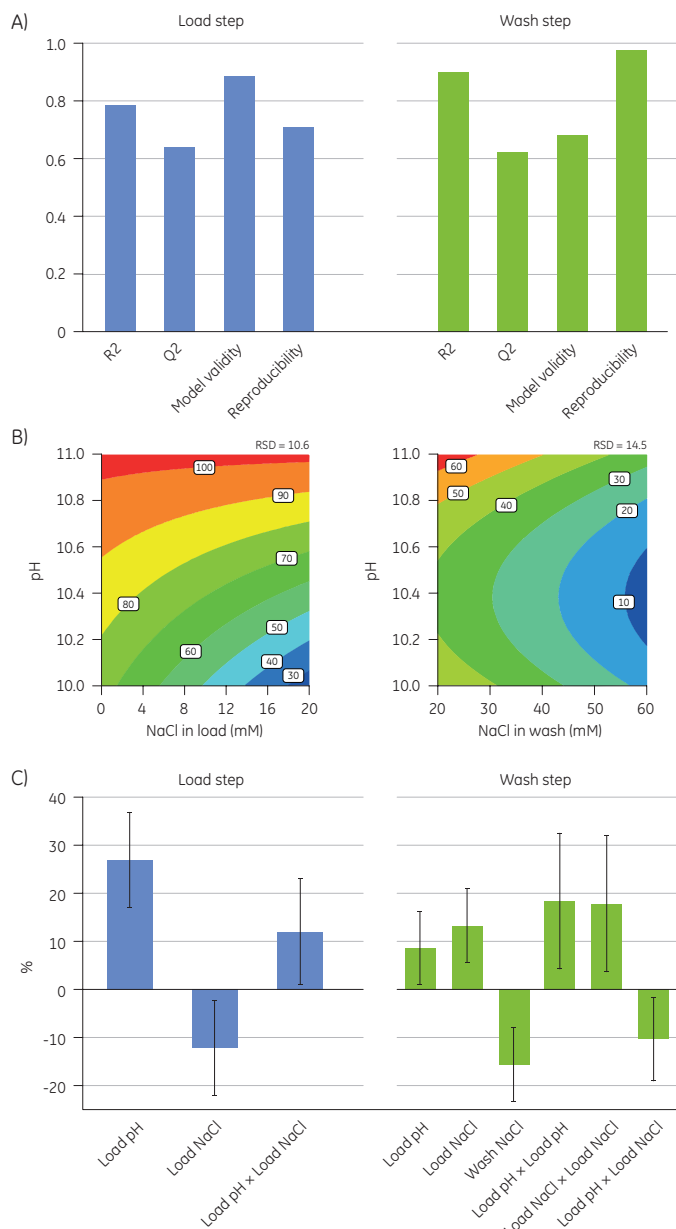 A)
Load step
Wash step
1.0
0.8
0.6
0.4
0.2
0
R2
Q2
Model validity
Reproducibility
R2
Q2
Model validity
Reproducibility
B)
RSD = 10.6
RSD = 14.5
11.0
10.8
10.6
10.4
10.2
10.0
pH
100
90
80
70
60
50
40
30
0 4 8 12 16 20
NaCl in load (mM)
11.0
10.8
10.6
10.4
10.2
10.0
pH
60
50
40
30
20
10
20 30 40 50 60
NaCl in wash (mM)
C)
Load step
Wash step
40
30
20
10
0
-10
-20
%
Load pH
Load NaCl
Load pH × Load NaCl
Load pH
Load NaCl
Wash NaCl
Load pH × Load pH
Load NaCl × Load NaCl
Load pH × Load NaCl